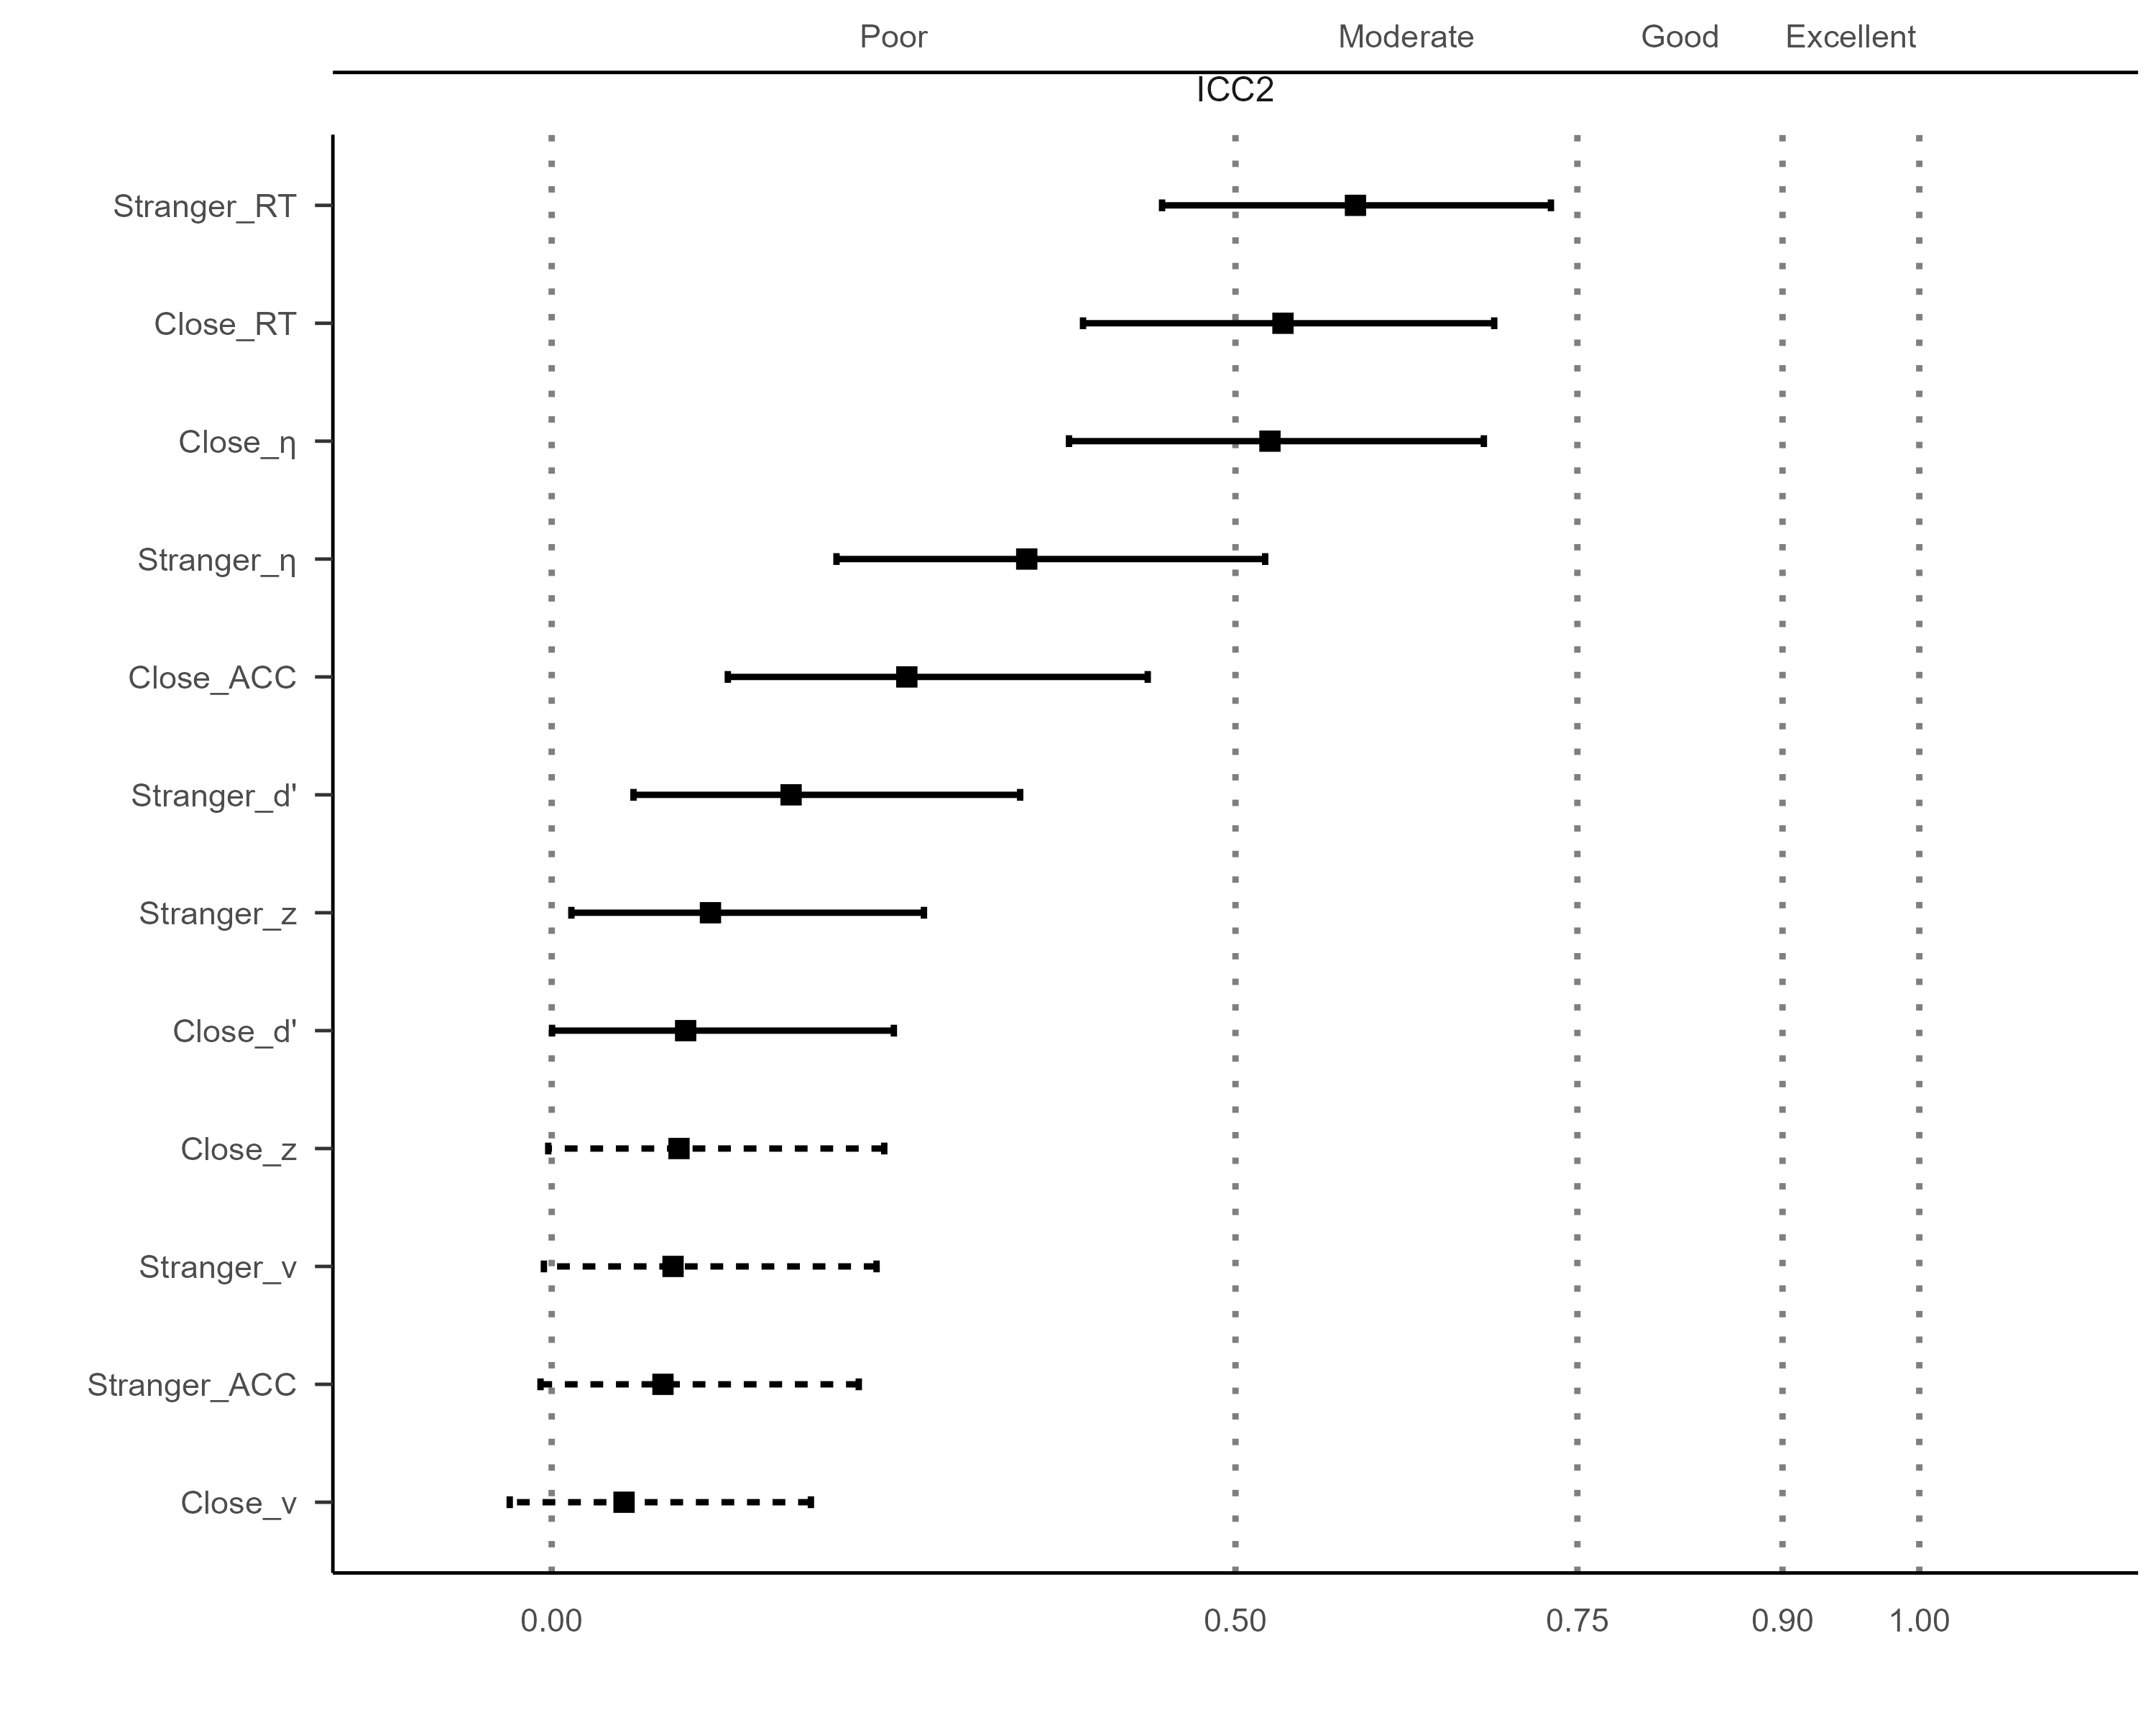 Poor Moderate Good Excellent
ICC2
Stranger_RT
Close_RT
Close_η
Stranger_η
Close_ACC
Stranger_d'
Stranger_z
Close_d'
Close_z
Stranger_v
Stranger_ACC
Close_v
0.00 0.50 0.75 0.90 1.00